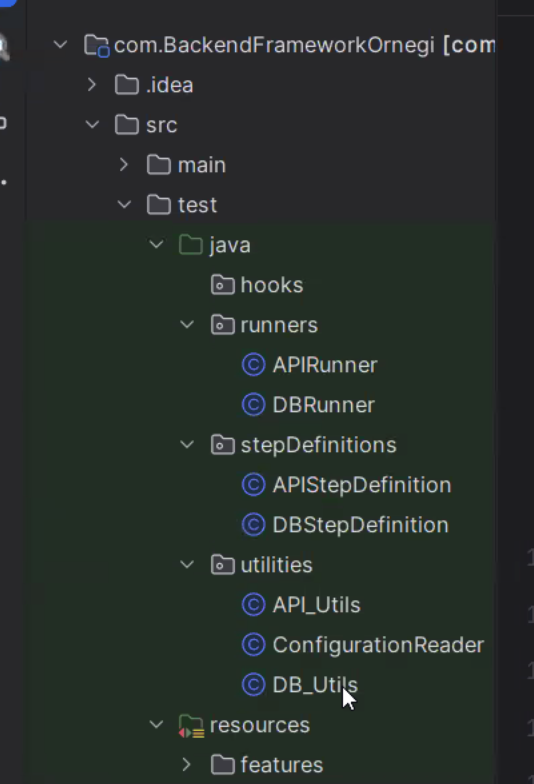 com.BackendFrameworkOrnegi [com
.idea
src
main
test
java
hooks
runners
APIRunner
DBRunner
stepDefinitions
APIStepDefinition
DBStepDefinition
utilities
API_Utils
ConfigurationReader
DB_Utils
resources
features